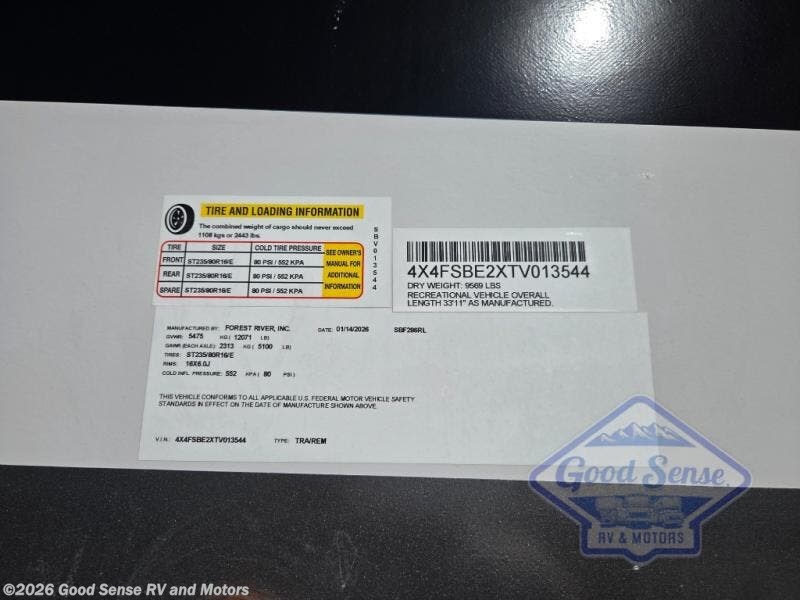 TIRE AND LOADING INFORMATION
The combined weight of cargo should never exceed
1108 kgs or 2443 lbs.
TIRE SIZE COLD TIRE PRESSURE SEE OWNER'S MANUAL FOR ADDITIONAL INFORMATION
FRONT ST235/80R16/E 80 PSI / 552 KPA
REAR ST235/80R16/E 80 PSI / 552 KPA
SPARE ST235/80R16/E 80 PSI / 552 KPA
SBV013544
4X4FSBE2XTV013544
DRY WEIGHT: 9569 LBS
RECREATIONAL VEHICLE OVERALL
LENGTH 33'11" AS MANUFACTURED.
MANUFACTURED BY: FOREST RIVER, INC. DATE: 01/14/2026 SBF286RL
GVWR: 5475 KG ( 12071 LB)
GAWR (EACH AXLE): 2313 KG ( 5100 LB)
TIRES: ST235/80R16/E
RIMS: 16X6.0J
COLD INFL. PRESSURE: 552 KPA ( 80 PSI)
THIS VEHICLE CONFORMS TO ALL APPLICABLE U.S. FEDERAL MOTOR VEHICLE SAFETY
STANDARDS IN EFFECT ON THE DATE OF MANUFACTURE SHOWN ABOVE.
V.I.N.: 4X4FSBE2XTV013544 TYPE: TRA/REM
Good Sense
RV & MOTORS
©2026 Good Sense RV and Motors